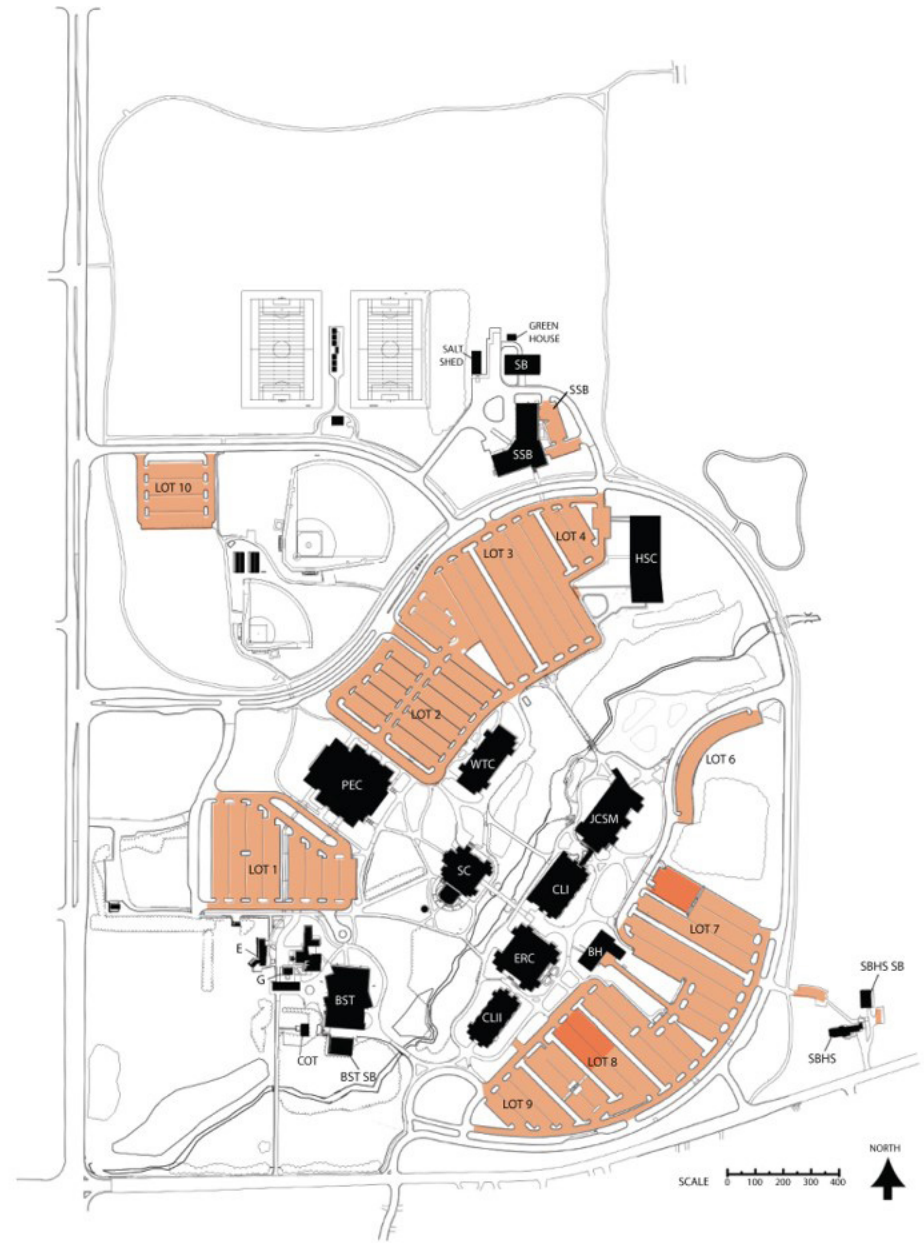 GREEN
HOUSE
SALT
SHED
SB
SSB
SSB
LOT 10
LOT 3
LOT 4
HSC
LOT 2
WTC
PEC
LOT 6
JCSM
LOT 1
SC
CLI
LOT 7
E
ERC
BH
G
BST
SBHS SB
CLII
COT
BST SB
LOT 8
SBHS
LOT 9
NORTH
SCALE
0 100 200 300 400